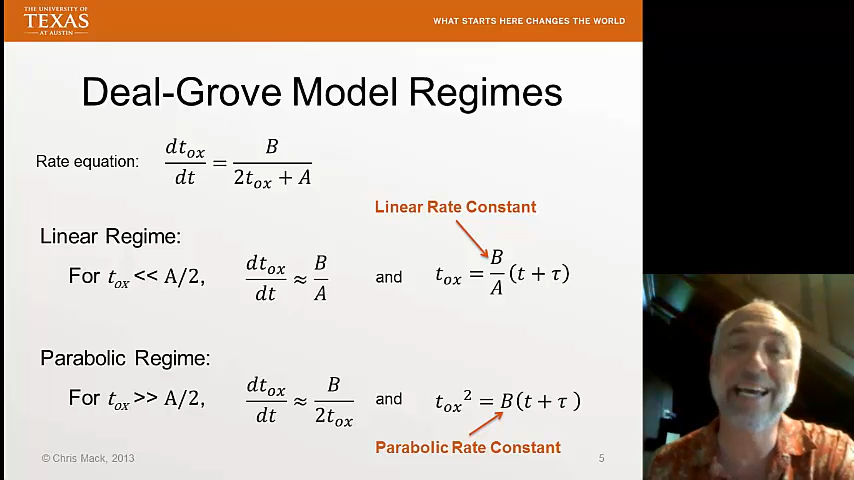 THE UNIVERSITY OF
TEXAS
AT AUSTIN
WHAT STARTS HERE CHANGES THE WORLD
Deal-Grove Model Regimes
Rate equation: dt_ox/dt = B/(2t_ox + A)
Linear Rate Constant
Linear Regime:
For t_ox << A/2, dt_ox/dt ≈ B/A and t_ox = B/A (t + τ)
Parabolic Regime:
For t_ox >> A/2, dt_ox/dt ≈ B/(2t_ox) and t_ox² = B(t + τ)
Parabolic Rate Constant
© Chris Mack, 2013 5